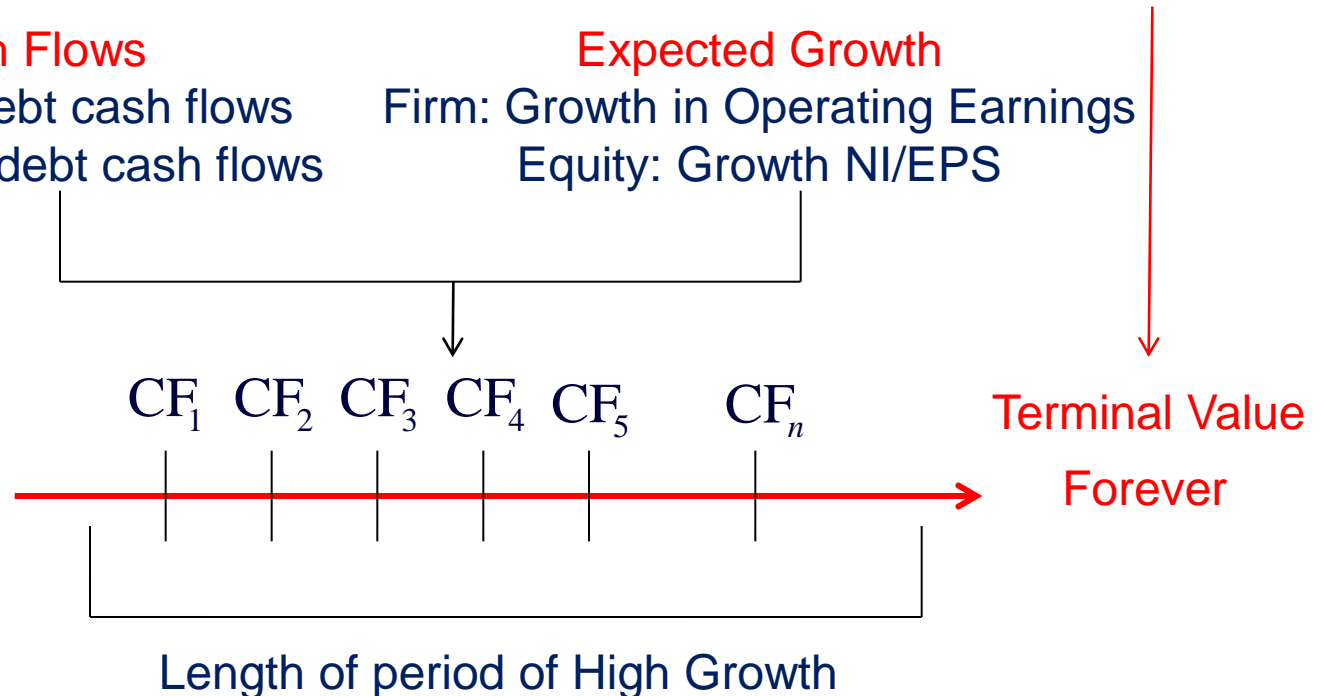 Flows Expected Growth
cash flows Firm: Growth in Operating Earnings
debt cash flows Equity: Growth NI/EPS
CF₁ CF₂ CF₃ CF₄ CF₅ CFₙ Terminal Value
Forever
Length of period of High Growth